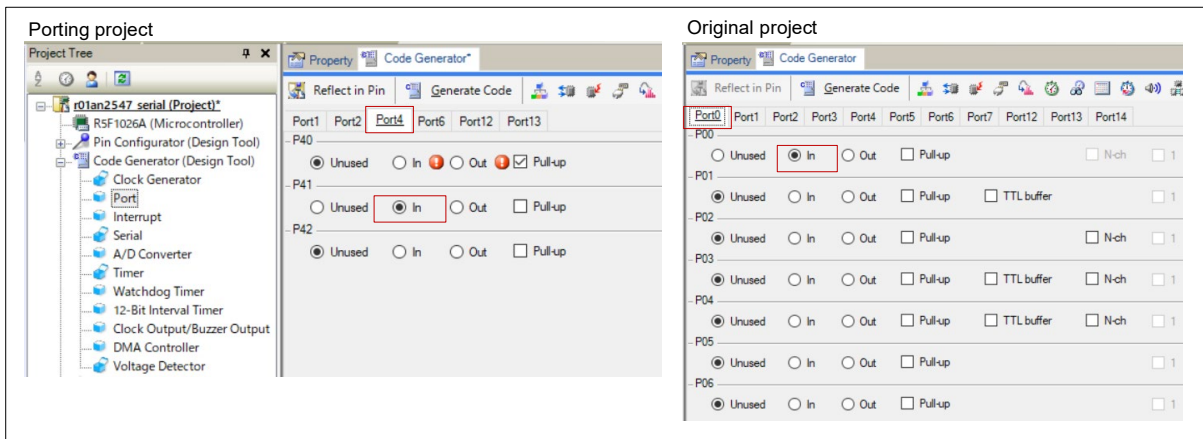 Porting project
Project Tree
Property Code Generator*
Reflect in Pin Generate Code
Port1 Port2 Port4 Port6 Port12 Port13
r01an2547 serial (Project)*
R5F1026A (Microcontroller)
Pin Configurator (Design Tool)
Code Generator (Design Tool)
Clock Generator
Port
Interrupt
Serial
A/D Converter
Timer
Watchdog Timer
12-Bit Interval Timer
Clock Output/Buzzer Output
DMA Controller
Voltage Detector
P40
Unused In Out Pull-up
P41
Unused In Out Pull-up
P42
Unused In Out Pull-up
Original project
Property Code Generator
Reflect in Pin Generate Code
Port0 Port1 Port2 Port3 Port4 Port5 Port6 Port7 Port12 Port13 Port14
P00
Unused In Out Pull-up N-ch 1
P01
Unused In Out Pull-up TTL buffer 1
P02
Unused In Out Pull-up N-ch 1
P03
Unused In Out Pull-up TTL buffer N-ch 1
P04
Unused In Out Pull-up TTL buffer N-ch 1
P05
Unused In Out Pull-up 1
P06
Unused In Out Pull-up 1